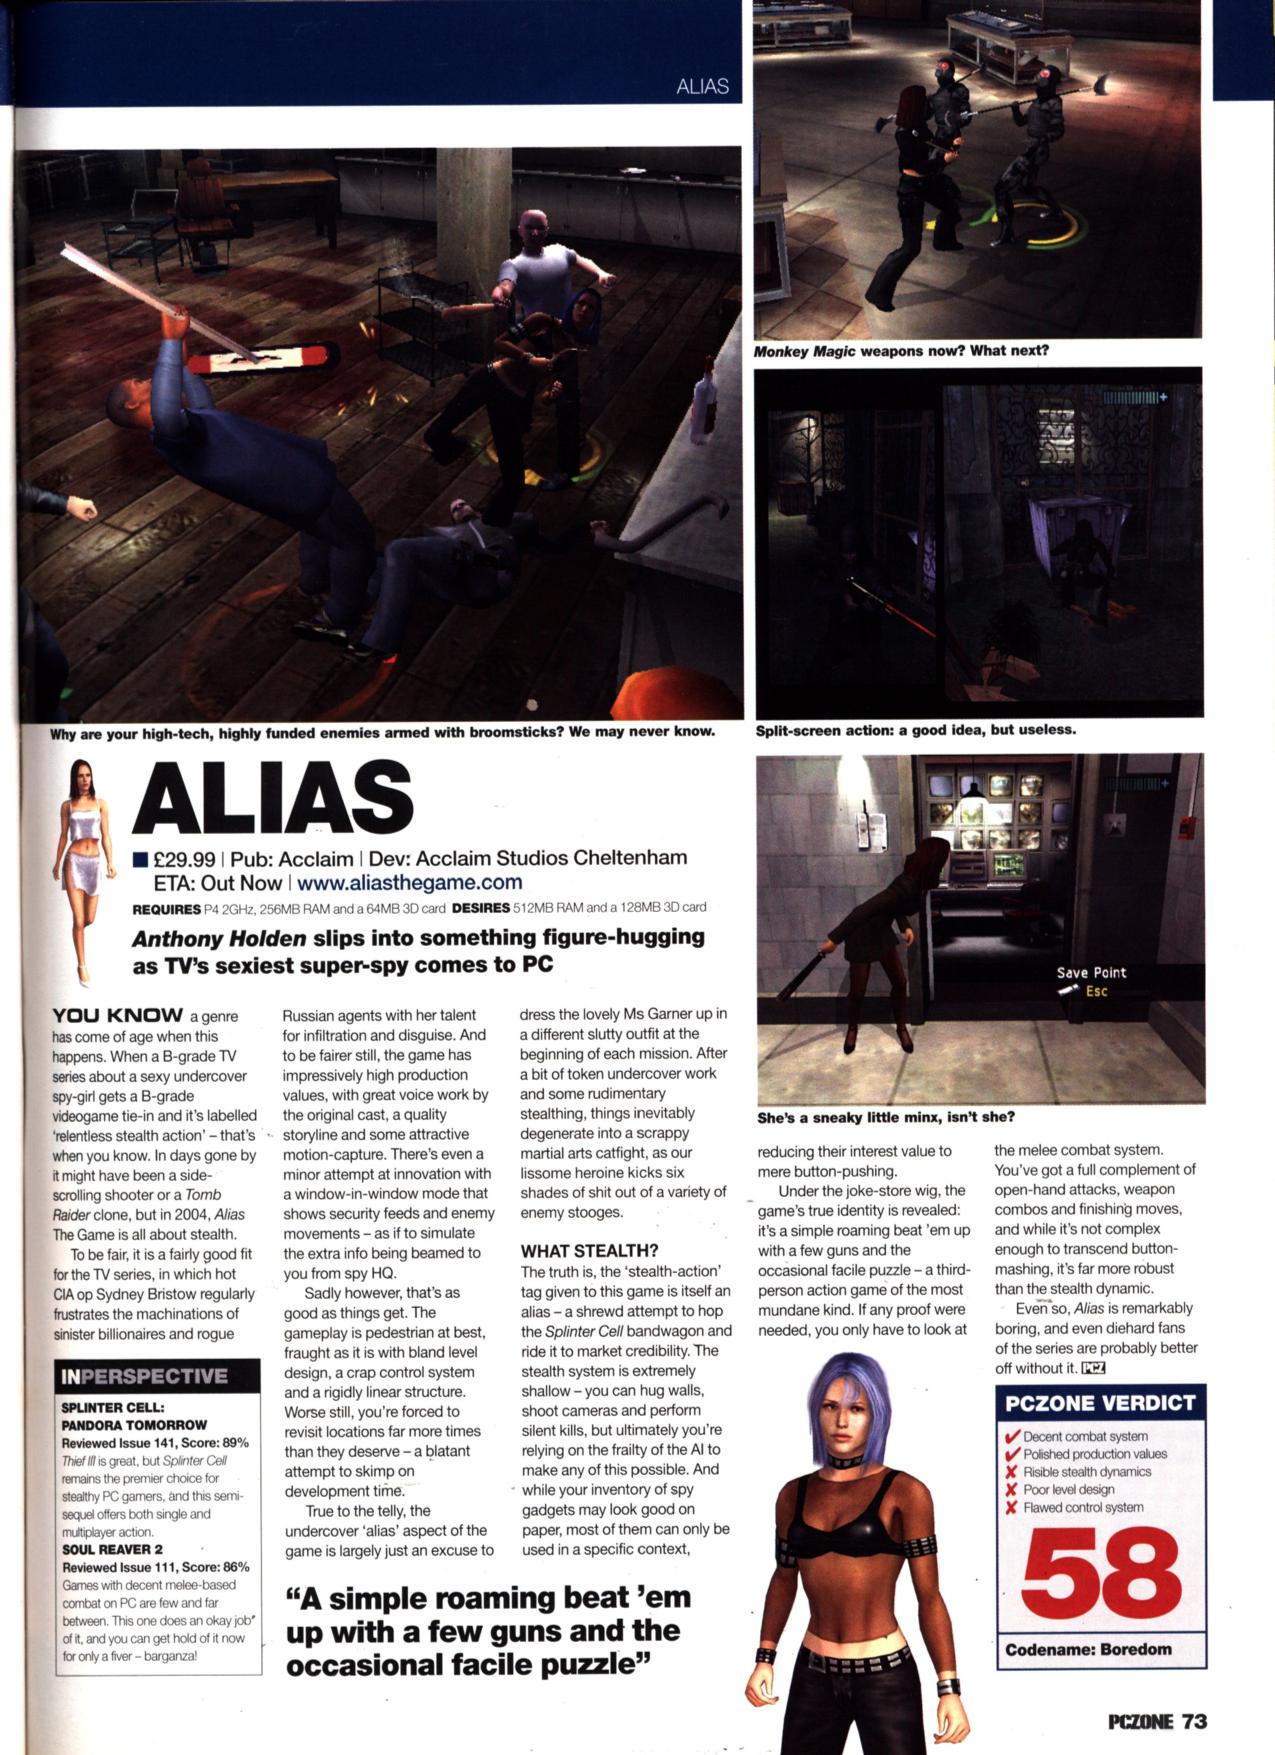 ALIAS
Monkey Magic weapons now? What next?
Why are your high-tech, highly funded enemies armed with broomsticks? We may never know.
Split-screen action: a good idea, but useless.
Save Point
Esc
She's a sneaky little minx, isn't she?
ALIAS
£29.99 | Pub: Acclaim | Dev: Acclaim Studios Cheltenham
ETA: Out Now | www.aliasthegame.com
REQUIRES P4 2GHz, 256MB RAM and a 64MB 3D card DESIRES 512MB RAM and a 128MB 3D card
Anthony Holden slips into something figure-hugging
as TV's sexiest super-spy comes to PC
YOU KNOW a genre
has come of age when this
happens. When a B-grade TV
series about a sexy undercover
spy-girl gets a B-grade
videogame tie-in and it's labelled
'relentless stealth action' – that's
when you know. In days gone by
it might have been a side-
scrolling shooter or a Tomb
Raider clone, but in 2004, Alias
The Game is all about stealth.
To be fair, it is a fairly good fit
for the TV series, in which hot
CIA op Sydney Bristow regularly
frustrates the machinations of
sinister billionaires and rogue
Russian agents with her talent
for infiltration and disguise. And
to be fairer still, the game has
impressively high production
values, with great voice work by
the original cast, a quality
storyline and some attractive
motion-capture. There's even a
minor attempt at innovation with
a window-in-window mode that
shows security feeds and enemy
movements – as if to simulate
the extra info being beamed to
you from spy HQ.
Sadly however, that's as
good as things get. The
gameplay is pedestrian at best,
fraught as it is with bland level
design, a crap control system
and a rigidly linear structure.
Worse still, you're forced to
revisit locations far more times
than they deserve – a blatant
attempt to skimp on
development time.
True to the telly, the
undercover 'alias' aspect of the
game is largely just an excuse to
dress the lovely Ms Garner up in
a different slutty outfit at the
beginning of each mission. After
a bit of token undercover work
and some rudimentary
stealthing, things inevitably
degenerate into a scrappy
martial arts catfight, as our
lissome heroine kicks six
shades of shit out of a variety of
enemy stooges.
WHAT STEALTH?
The truth is, the 'stealth-action'
tag given to this game is itself an
alias – a shrewd attempt to hop
the Splinter Cell bandwagon and
ride it to market credibility. The
stealth system is extremely
shallow – you can hug walls,
shoot cameras and perform
silent kills, but ultimately you're
relying on the frailty of the AI to
make any of this possible. And
while your inventory of spy
gadgets may look good on
paper, most of them can only be
used in a specific context,
reducing their interest value to
mere button-pushing.
Under the joke-store wig, the
game's true identity is revealed:
it's a simple roaming beat 'em up
with a few guns and the
occasional facile puzzle – a third-
person action game of the most
mundane kind. If any proof were
needed, you only have to look at
the melee combat system.
You've got a full complement of
open-hand attacks, weapon
combos and finishing moves,
and while it's not complex
enough to transcend button-
mashing, it's far more robust
than the stealth dynamic.
Even so, Alias is remarkably
boring, and even diehard fans
of the series are probably better
off without it. PCZ
INPERSPECTIVE
SPLINTER CELL:
PANDORA TOMORROW
Reviewed Issue 141, Score: 89%
Thief III is great, but Splinter Cell
remains the premier choice for
stealthy PC gamers, and this semi-
sequel offers both single and
multiplayer action.
SOUL REAVER 2
Reviewed Issue 111, Score: 86%
Games with decent melee-based
combat on PC are few and far
between. This one does an okay job
of it, and you can get hold of it now
for only a fiver – barganza!
"A simple roaming beat 'em
up with a few guns and the
occasional facile puzzle"
PCZONE VERDICT
Decent combat system
Polished production values
Risible stealth dynamics
Poor level design
Flawed control system
58
Codename: Boredom
PCZONE 73